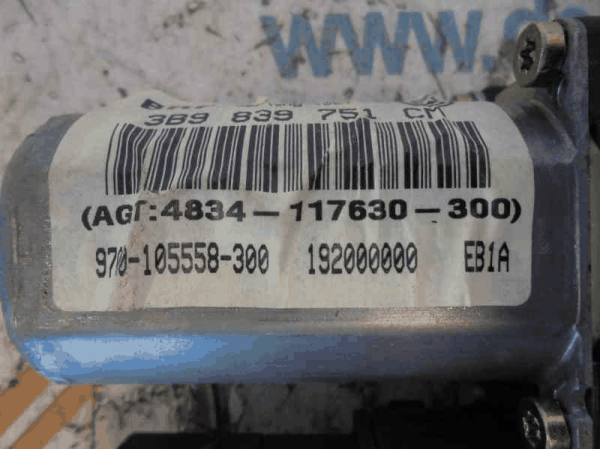 www.d
3B9 839 751 CM
(AGT:4834-117630-300)
970-105558-300 192000000 EB1A